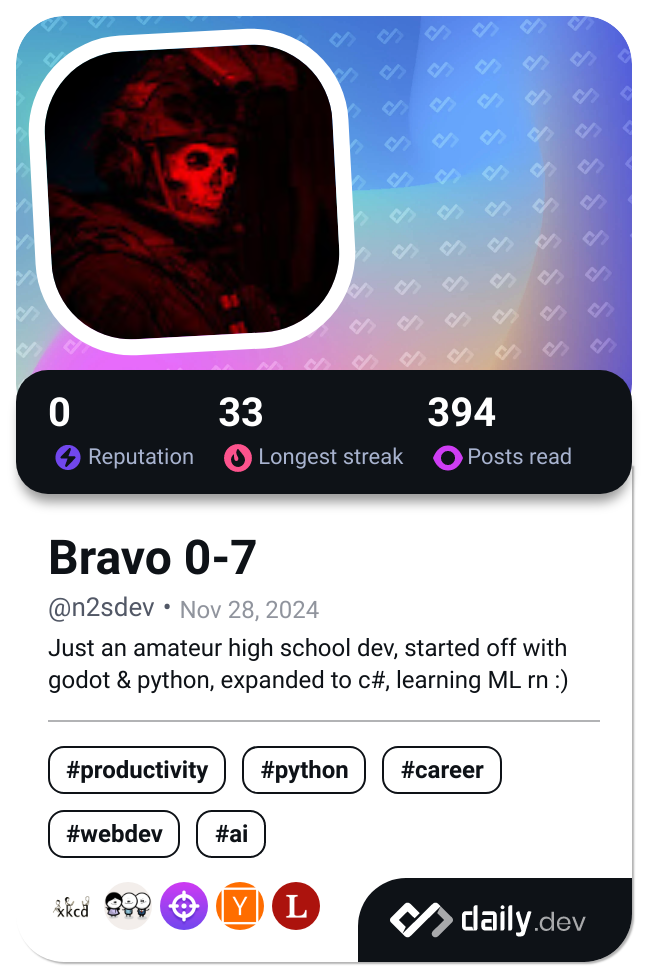 0
33
394
Reputation
Longest streak
Posts read
Bravo 0-7
@n2sdev • Nov 28, 2024
Just an amateur high school dev, started off with
godot & python, expanded to c#, learning ML rn :)
#productivity
#python
#career
#webdev
#ai
xkcd
Y
L
daily.dev